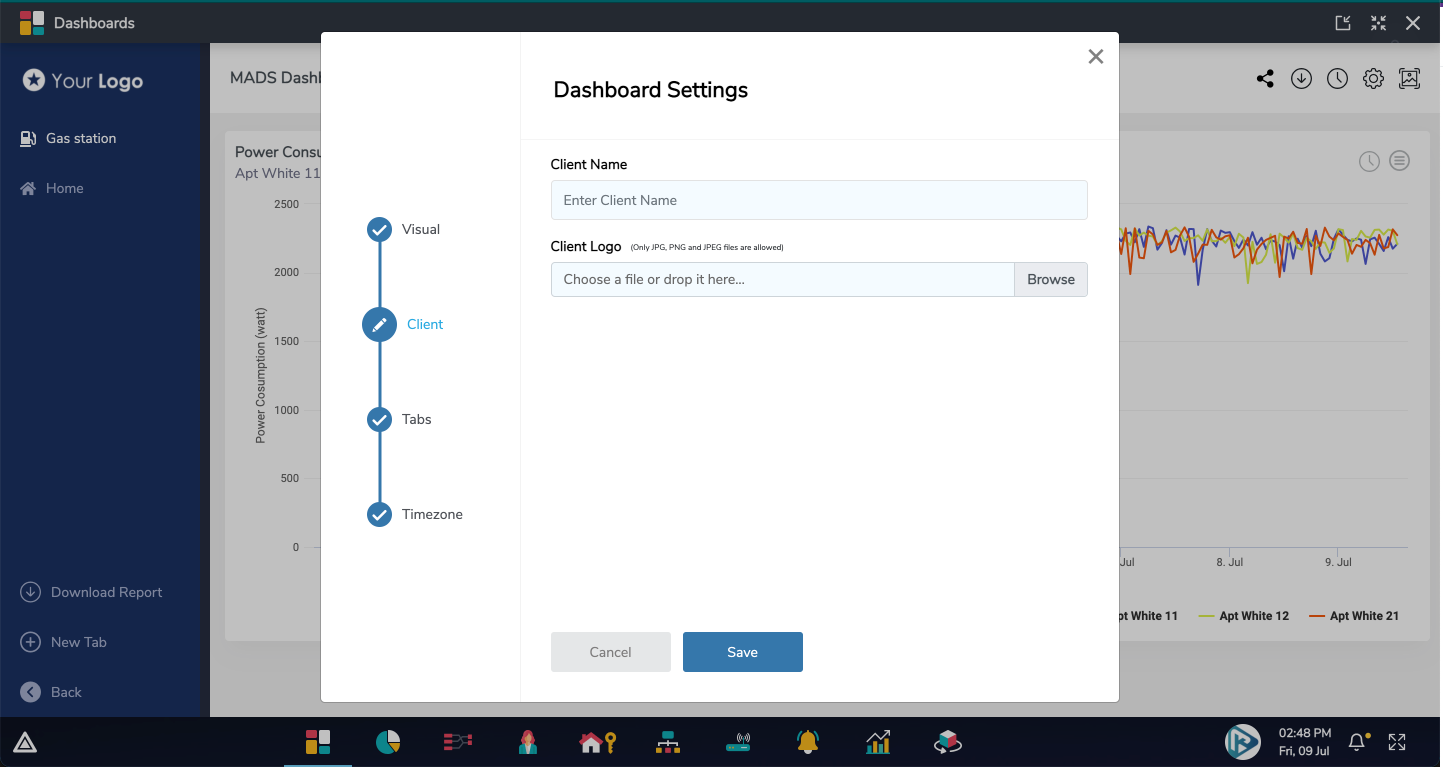 Dashboards
Your Logo
Gas station
Home
Download Report
New Tab
Back
MADS Dashb
Power Consu
Apt White 11
Power Cosumption (watt)
2500
2000
1500
1000
500
0
Visual
Client
Tabs
Timezone
Dashboard Settings
Client Name
Enter Client Name
Client Logo (Only JPG, PNG and JPEG files are allowed)
Choose a file or drop it here...
Browse
Cancel
Save
Jul
8. Jul
9. Jul
pt White 11
Apt White 12
Apt White 21
02:48 PM
Fri, 09 Jul